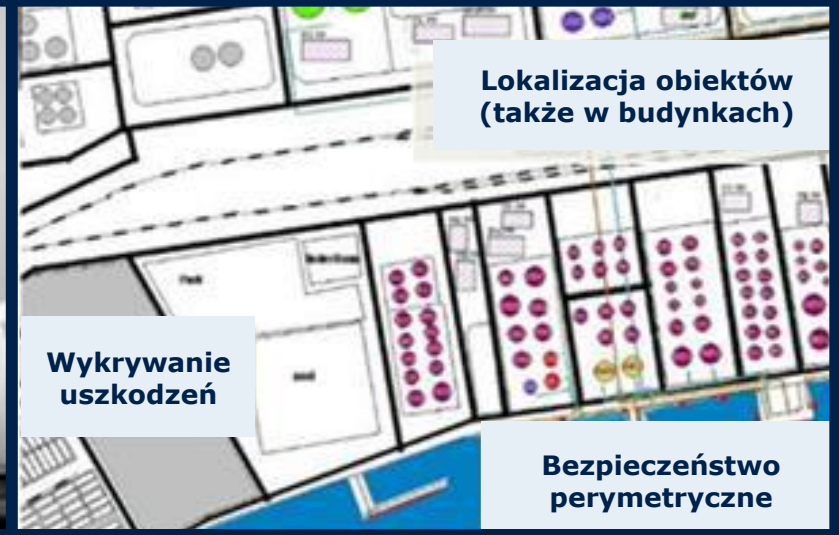 Lokalizacja obiektów
(także w budynkach)
Wykrywanie
uszkodzeń
Bezpieczeństwo
perymetryczne